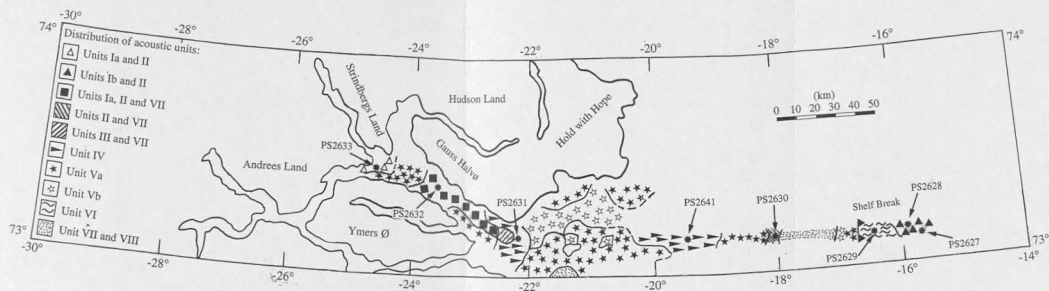 -30°
-28°
-26°
-24°
-22°
-20°
-18°
-16°
-14°
74°
74°
Distribution of acoustic units:
Units Ia and II
Units Ib and II
Units Ia, II and VII
Units II and VII
Units III and VII
Unit IV
Unit Va
Unit Vb
Unit VI
Unit VII and VIII
Strindbergs Land
Hudson Land
Hold with Hope
(km)
0 10 20 30 40 50
PS2633
Andrees Land
Gauss Halvø
PS2632
PS2631
Ymers Ø
PS2641
PS2630
Shelf Break
PS2628
PS2629
PS2627
73°
73°
-30°
-28°
-26°
-24°
-22°
-20°
-18°
-16°
-14°